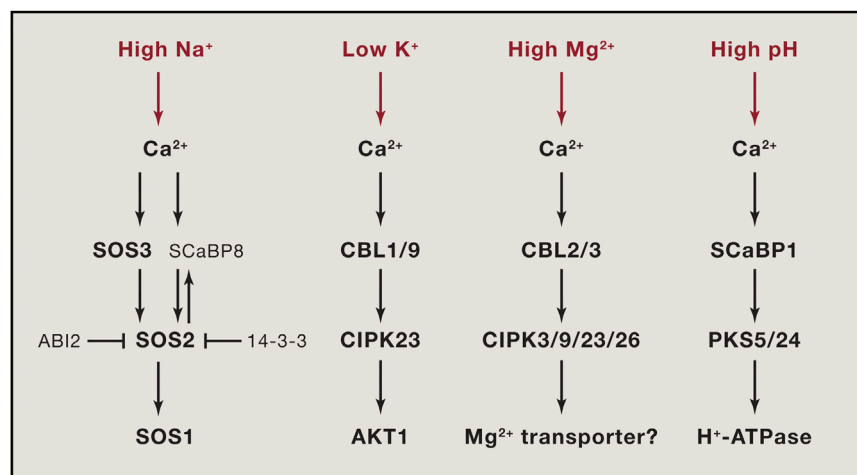 High Na⁺ Low K⁺ High Mg²⁺ High pH
Ca²⁺ Ca²⁺ Ca²⁺ Ca²⁺
SOS3 SCaBP8 CBL1/9 CBL2/3 SCaBP1
ABI2 SOS2 14-3-3 CIPK23 CIPK3/9/23/26 PKS5/24
SOS1 AKT1 Mg²⁺ transporter? H⁺-ATPase